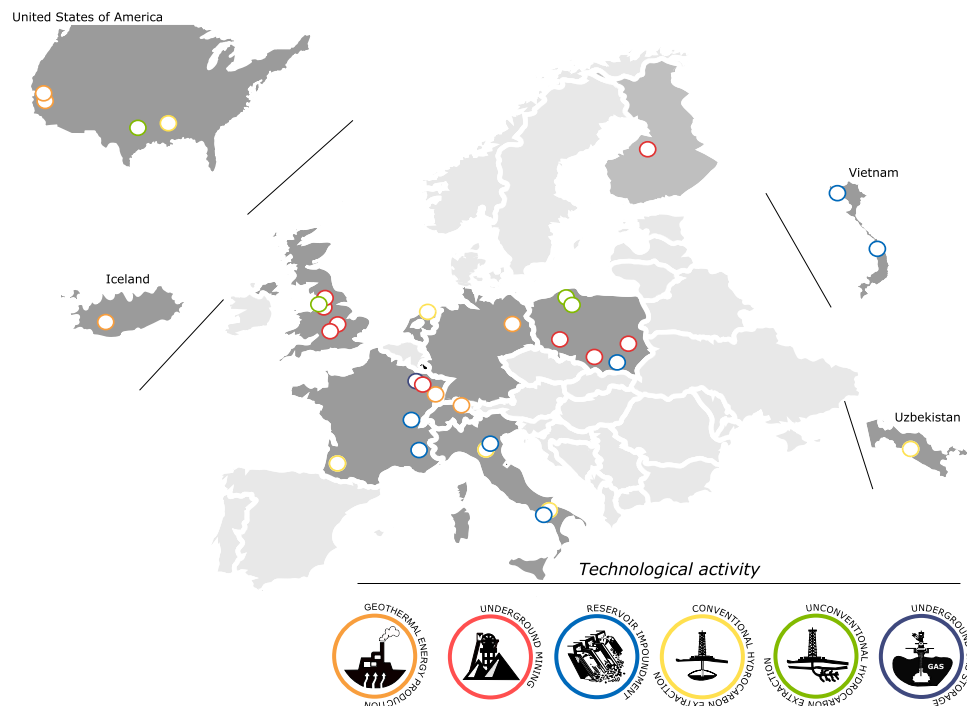 United States of America
Vietnam
Iceland
Uzbekistan
Technological activity
GEOTHERMAL ENERGY PRODUCTION
UNDERGROUND MINING
RESERVOIR IMPOUNDMENT
CONVENTIONAL HYDROCARBON EXTRACTION
UNCONVENTIONAL HYDROCARBON EXTRACTION
UNDERGROUND
STORAGE
GAS